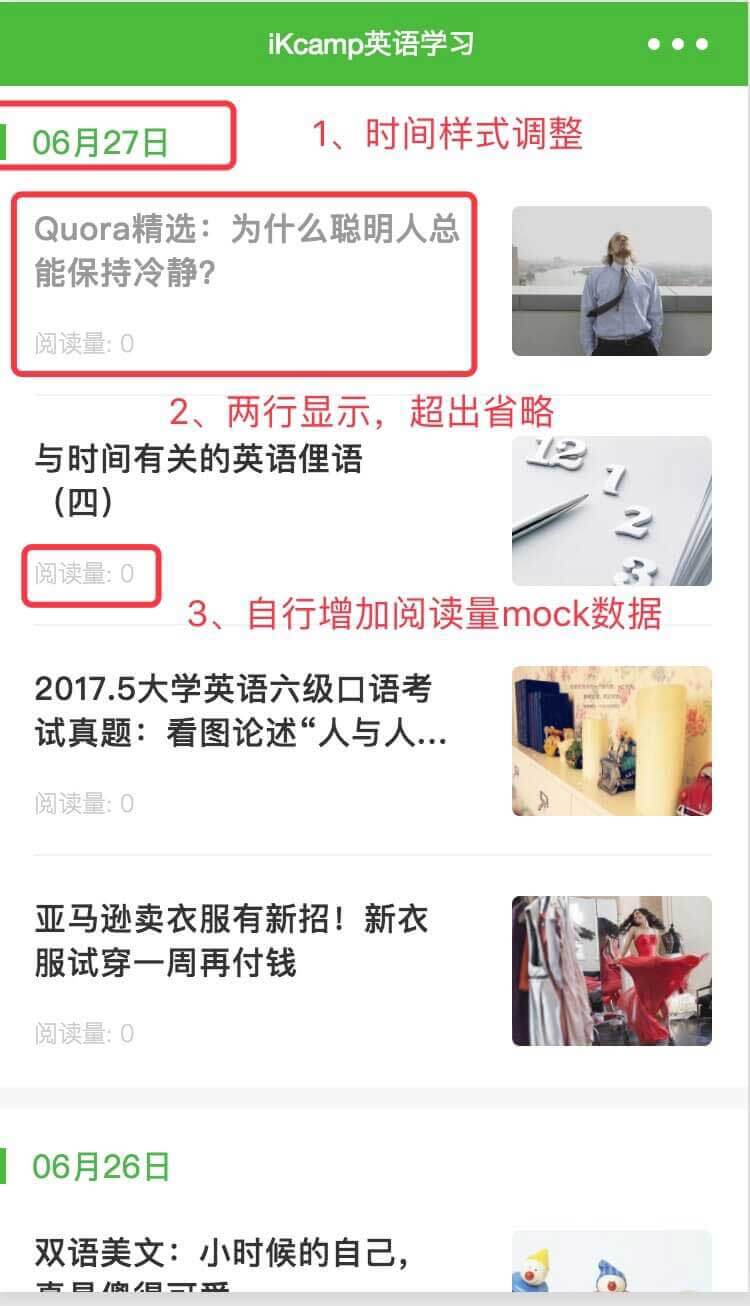 iKcamp英语学习
06月27日
1、时间样式调整
Quora精选：为什么聪明人总
能保持冷静?
阅读量: 0
2、两行显示，超出省略
与时间有关的英语俚语
（四）
阅读量: 0
3、自行增加阅读量mock数据
2017.5大学英语六级口语考
试真题：看图论述“人与人...
阅读量: 0
亚马逊卖衣服有新招！新衣
服试穿一周再付钱
阅读量: 0
06月26日
双语美文：小时候的自己，
真是傻得可爱